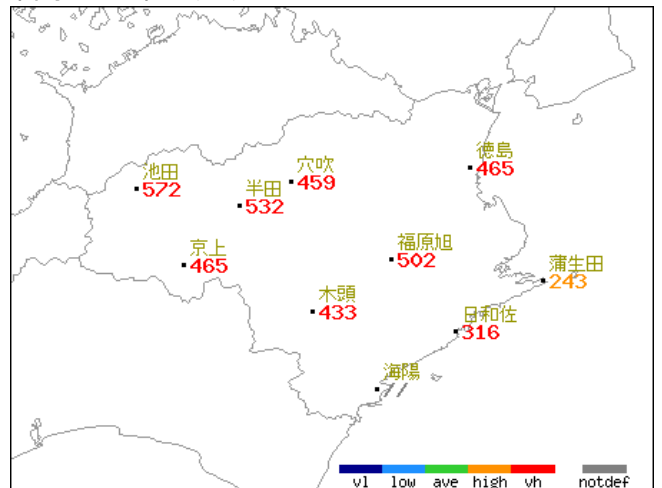 徳島
465
穴吹
459
池田
572
半田
532
京上
465
福原旭
502
蒲生田
243
木頭
433
日和佐
316
海陽
vl low ave high vh notdef